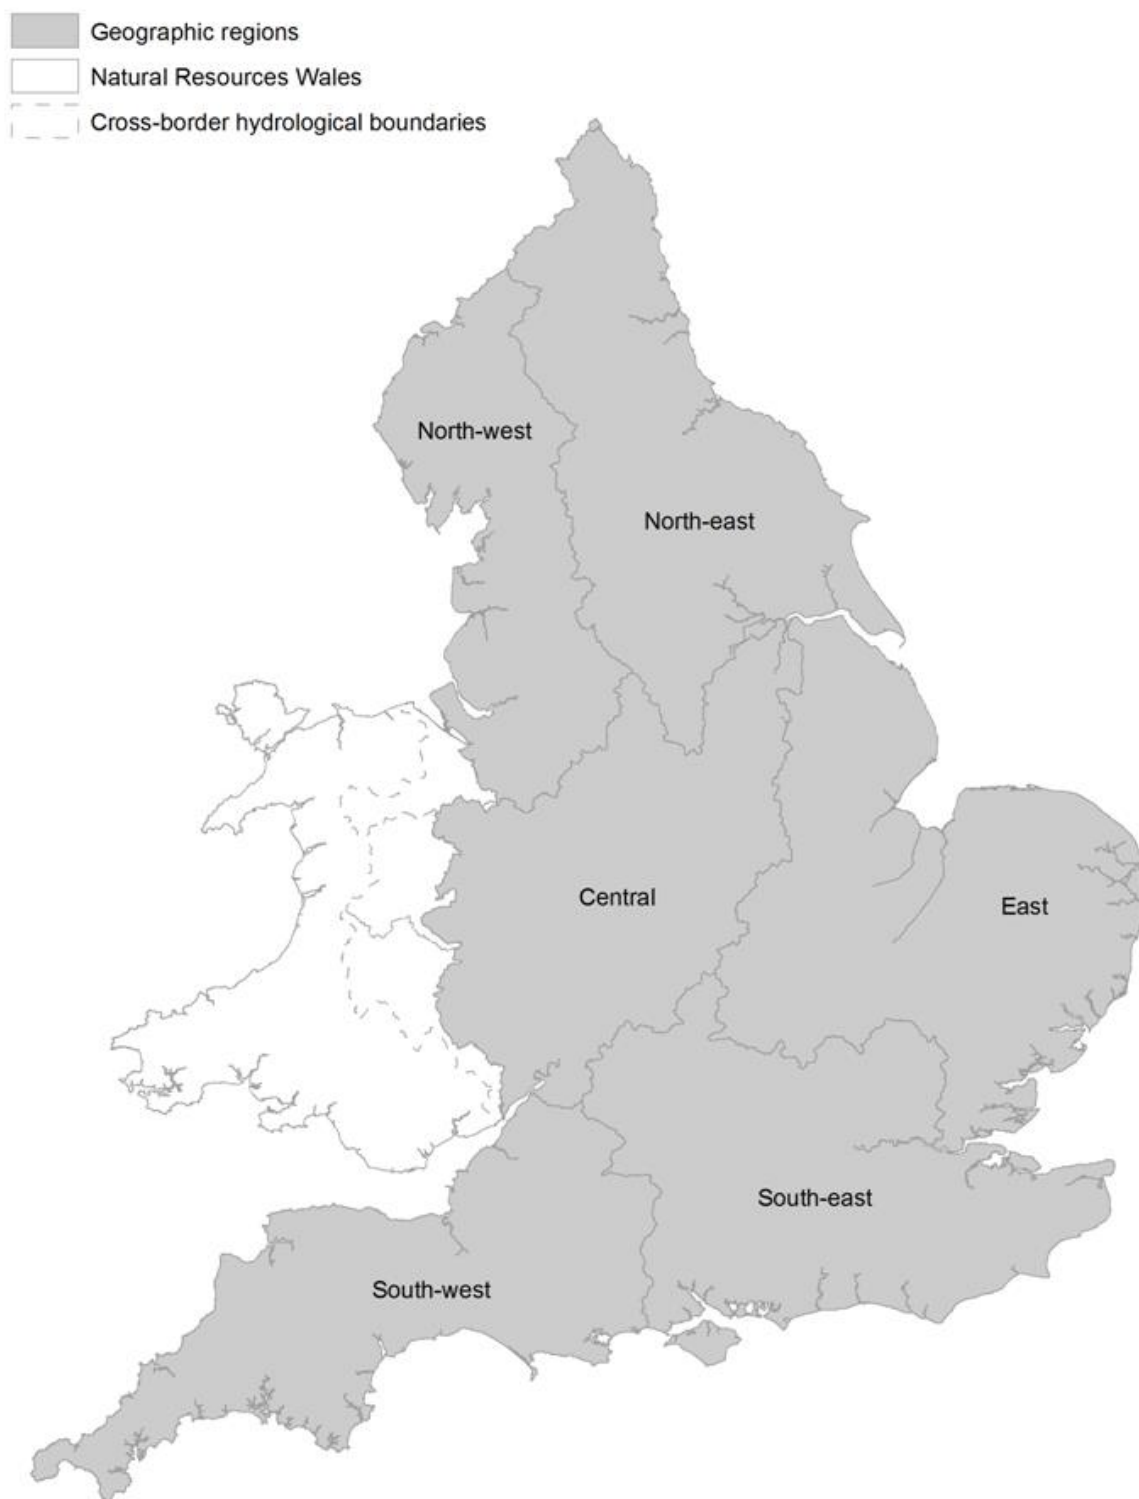 Geographic regions
Natural Resources Wales
Cross-border hydrological boundaries
North-west
North-east
Central
East
South-east
South-west